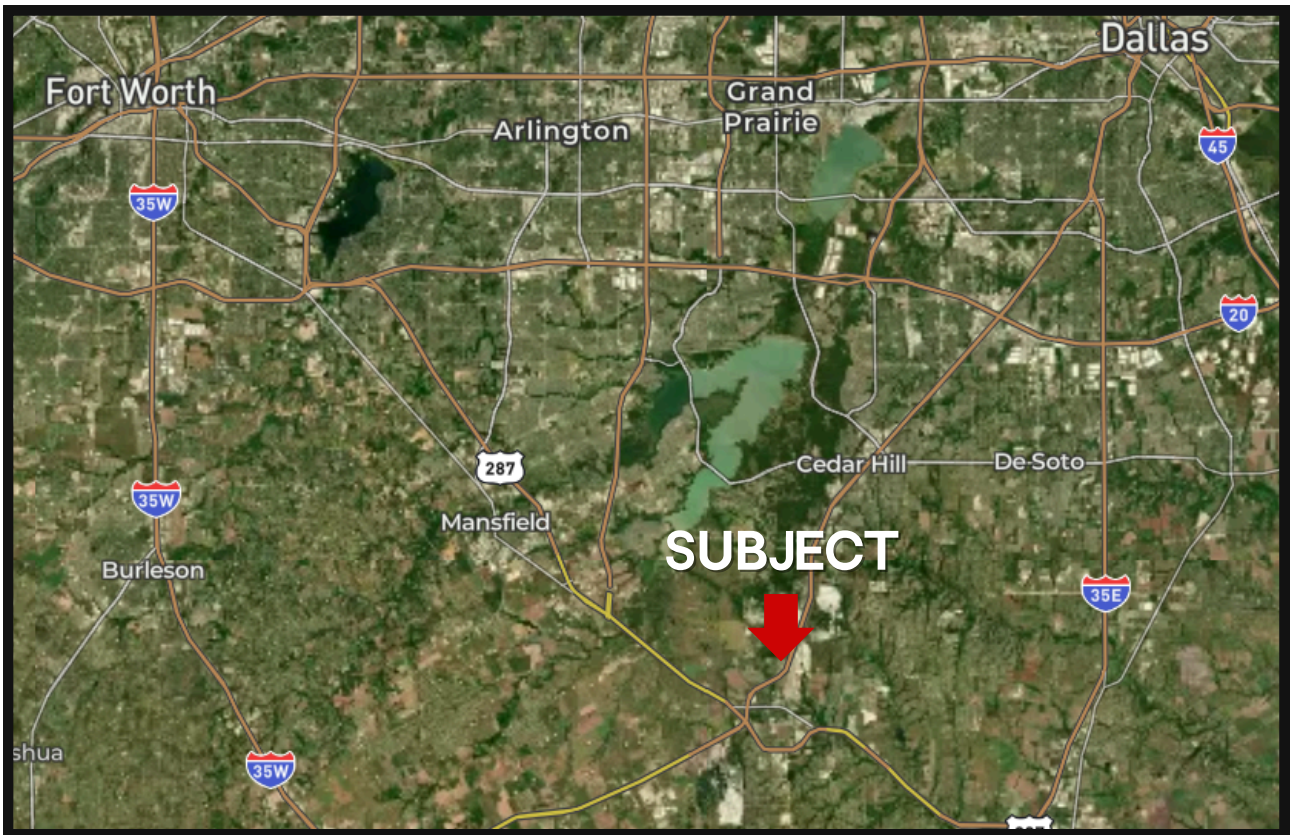 Dallas
Fort Worth
Grand
Prairie
Arlington
45
35W
20
287
Cedar Hill
De Soto
35W
Mansfield
SUBJECT
Burleson
35E
shua
35W